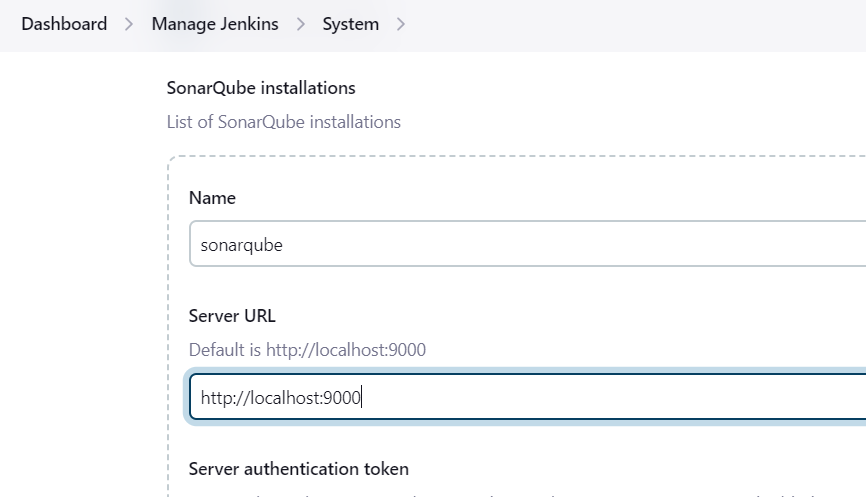 Dashboard > Manage Jenkins > System >
SonarQube installations
List of SonarQube installations
Name
sonarqube
Server URL
Default is http://localhost:9000
http://localhost:9000
Server authentication token